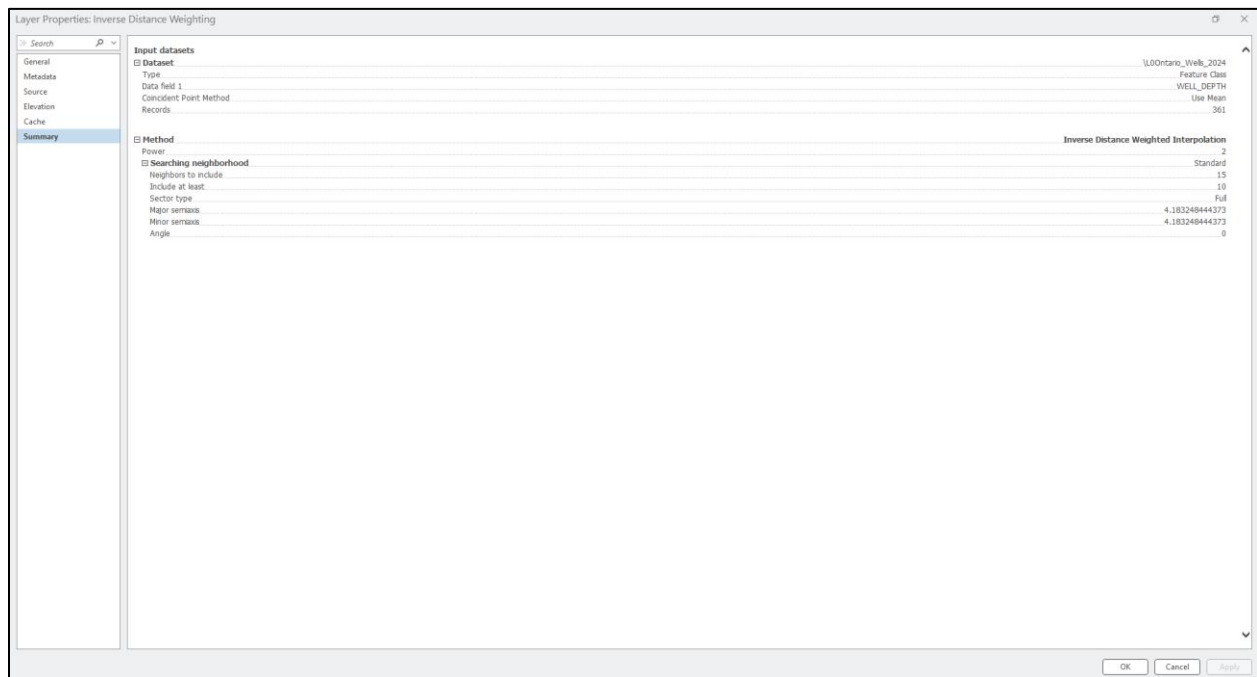 Layer Properties: Inverse Distance Weighting
Search
General
Metadata
Source
Elevation
Cache
Summary
Input datasets
Dataset \L0Ontario_Wells_2024
Type Feature Class
Data field 1 WELL_DEPTH
Coincident Point Method Use Mean
Records 361
Method Inverse Distance Weighted Interpolation
Power 2
Searching neighborhood Standard
Neighbors to include 15
Include at least 10
Sector type Full
Major semiaxis 4.183248444373
Minor semiaxis 4.183248444373
Angle 0
OK Cancel Apply